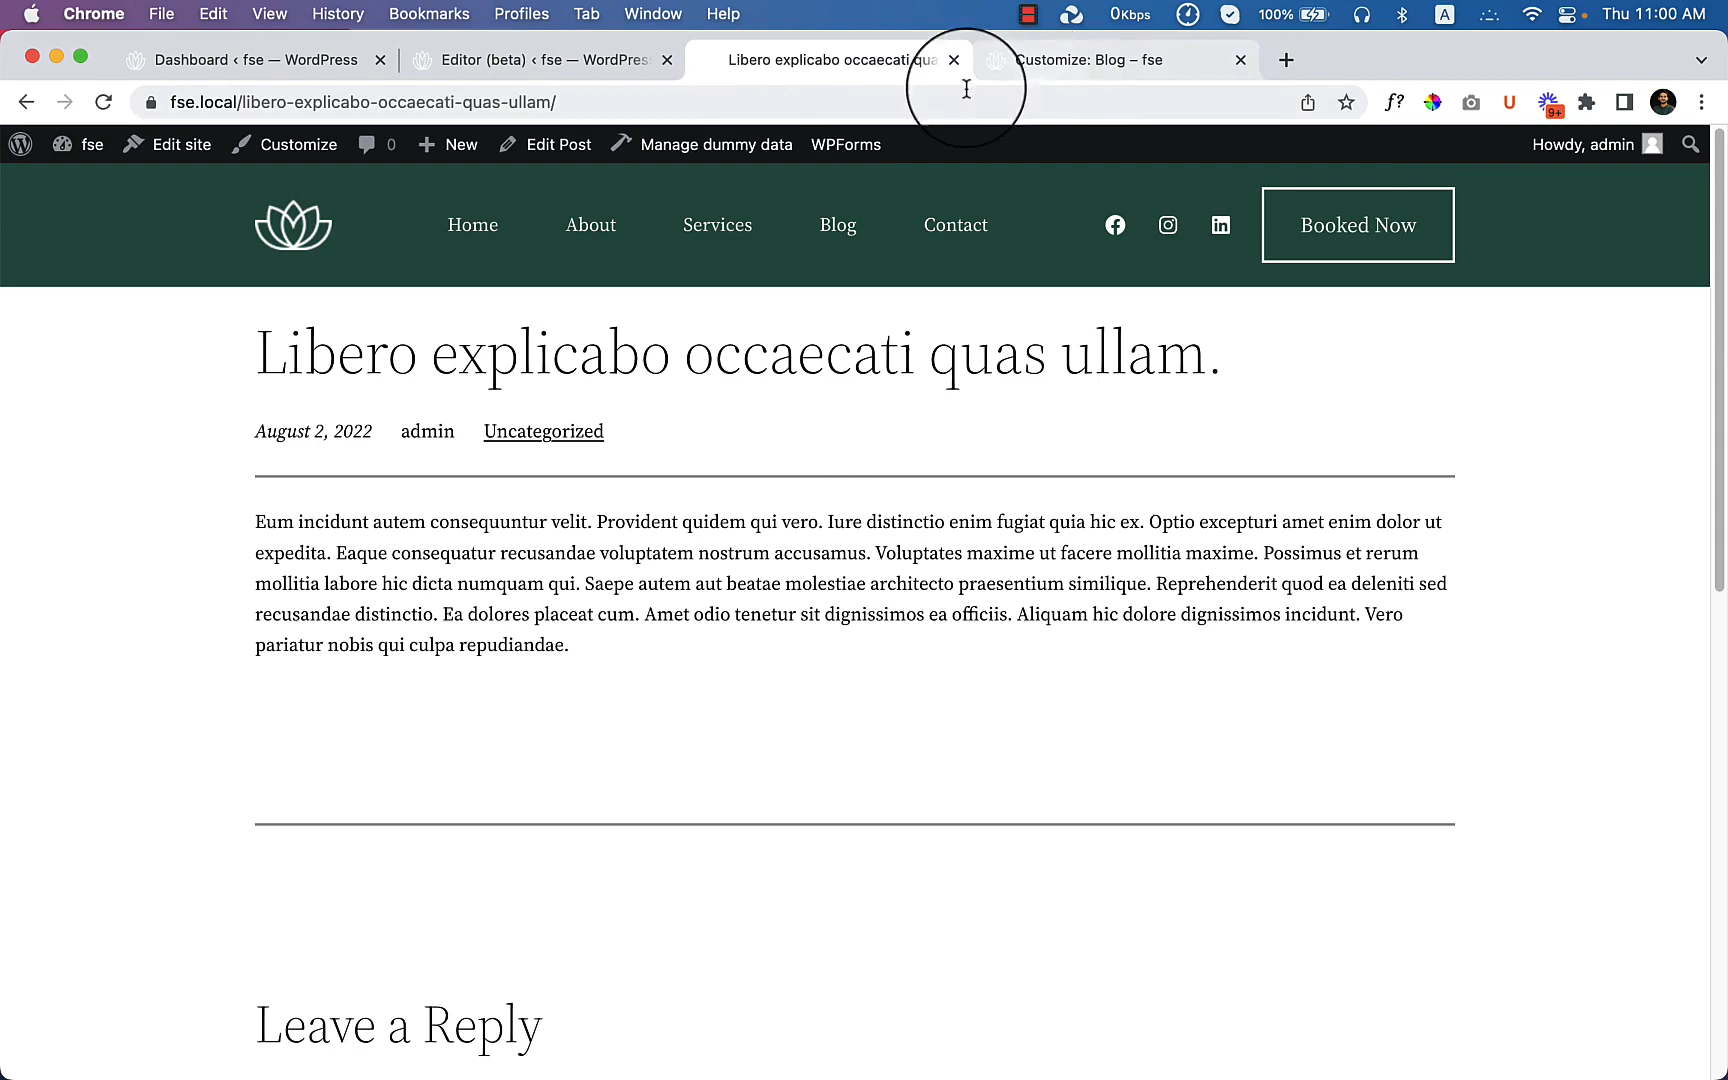 Chrome File Edit View History Bookmarks Profiles Tab Window Help 0Kbps 100% A Thu 11:00 AM
Dashboard ‹ fse — WordPress Editor (beta) ‹ fse — WordPress Libero explicabo occaecati qua Customize: Blog – fse
fse.local/libero-explicabo-occaecati-quas-ullam/ f? U 9+
fse Edit site Customize 0 New Edit Post Manage dummy data WPForms Howdy, admin
Home About Services Blog Contact Booked Now
Libero explicabo occaecati quas ullam.
August 2, 2022 admin Uncategorized
Eum incidunt autem consequuntur velit. Provident quidem qui vero. Iure distinctio enim fugiat quia hic ex. Optio excepturi amet enim dolor ut
expedita. Eaque consequatur recusandae voluptatem nostrum accusamus. Voluptates maxime ut facere mollitia maxime. Possimus et rerum
mollitia labore hic dicta numquam qui. Saepe autem aut beatae molestiae architecto praesentium similique. Reprehenderit quod ea deleniti sed
recusandae distinctio. Ea dolores placeat cum. Amet odio tenetur sit dignissimos ea officiis. Aliquam hic dolore dignissimos incidunt. Vero
pariatur nobis qui culpa repudiandae.
Leave a Reply